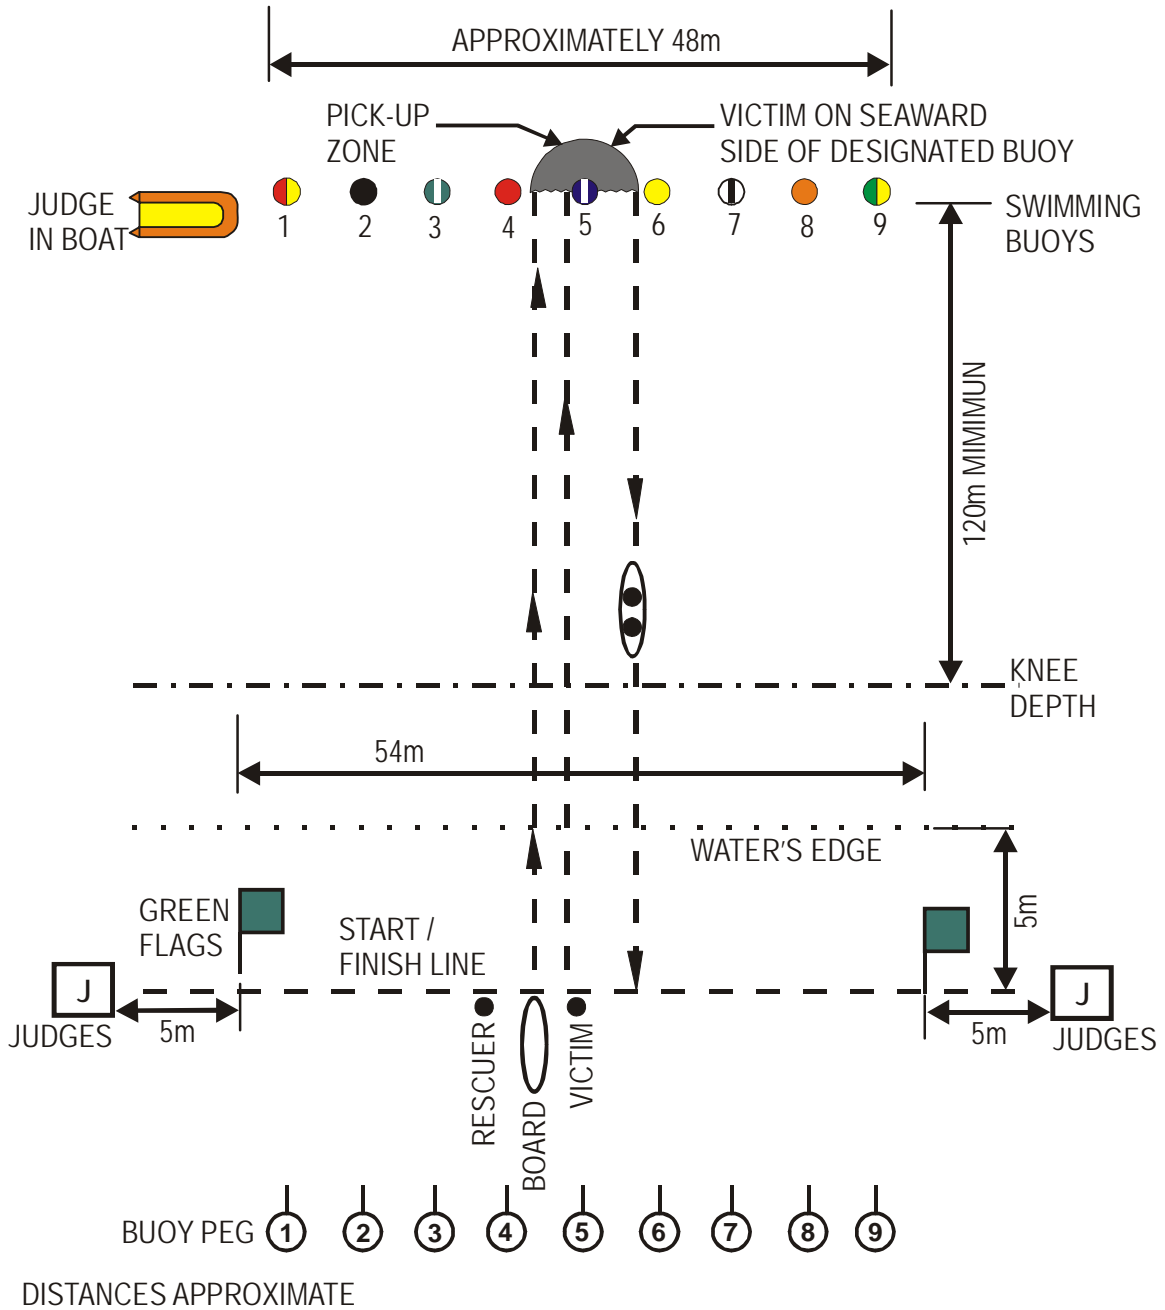 APPROXIMATELY 48m
PICK-UP
ZONE
VICTIM ON SEAWARD
SIDE OF DESIGNATED BUOY
JUDGE
IN BOAT
1 2 3 4 5 6 7 8 9
SWIMMING
BUOYS
120m MIMIMUN
KNEE
DEPTH
54m
WATER'S EDGE
GREEN
FLAGS
START /
FINISH LINE
5m
J
JUDGES
5m
J
JUDGES
5m
RESCUER
BOARD
VICTIM
BUOY PEG 1 2 3 4 5 6 7 8 9
DISTANCES APPROXIMATE